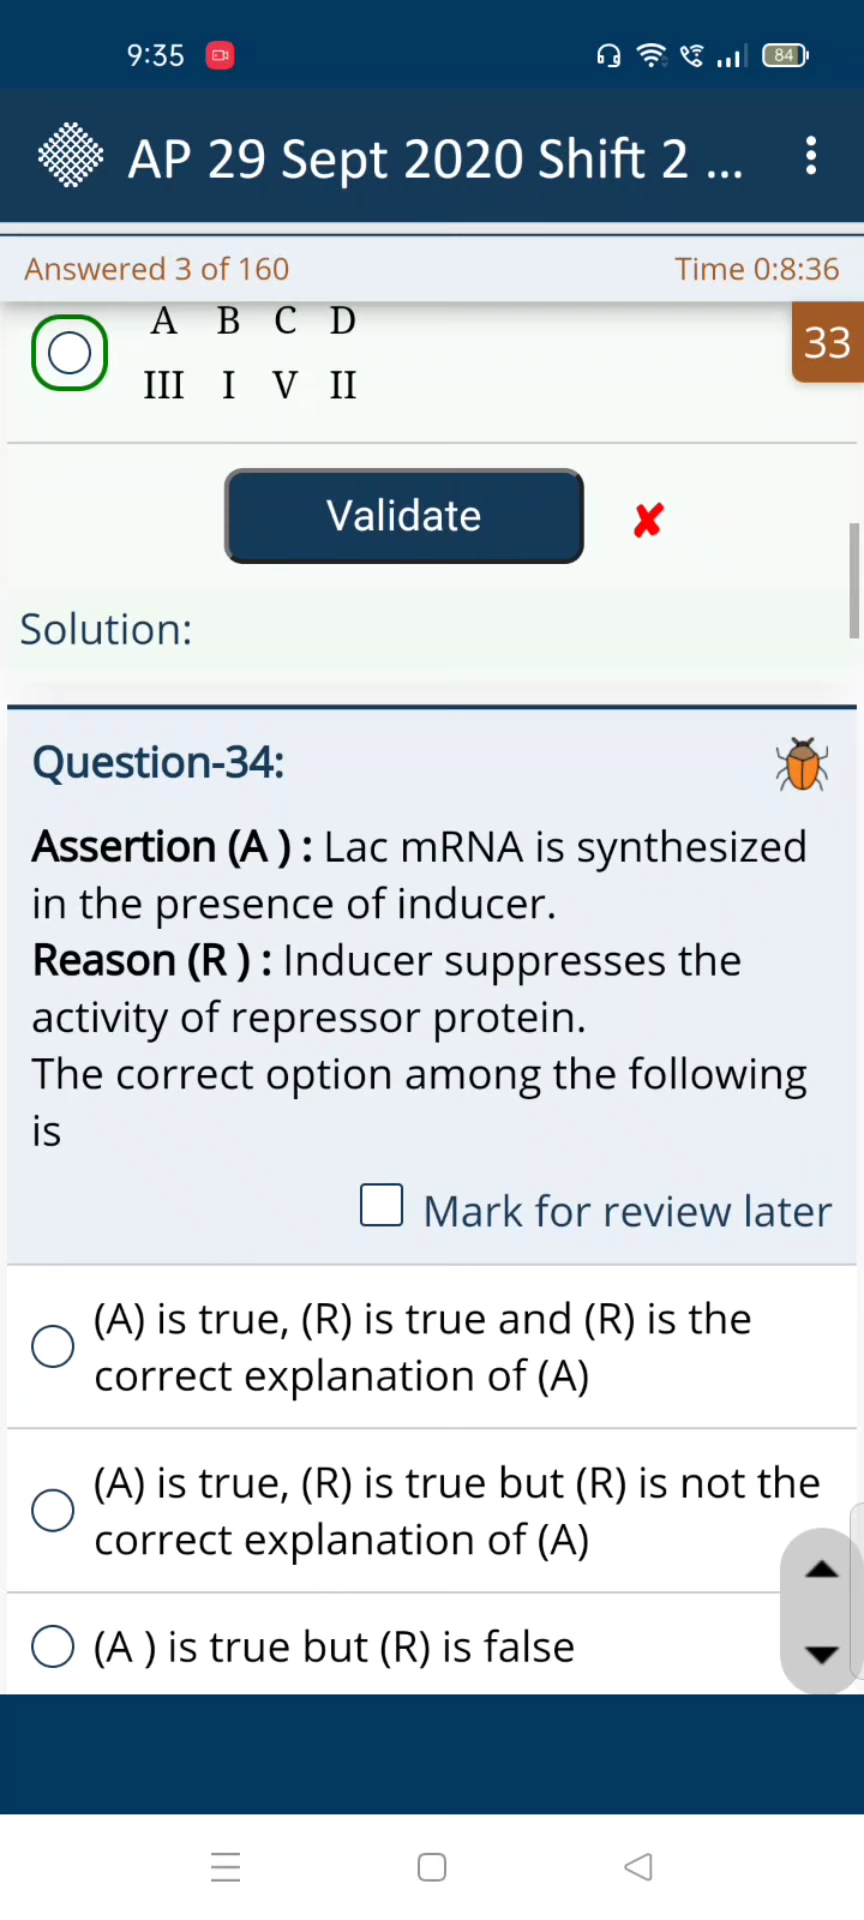 9:35
84
AP 29 Sept 2020 Shift 2 ...
Answered 3 of 160
Time 0:8:36
A B C D
33
III I V II
Validate
Solution:
Question-34:
Assertion (A ) : Lac mRNA is synthesized
in the presence of inducer.
Reason (R ) : Inducer suppresses the
activity of repressor protein.
The correct option among the following
is
Mark for review later
(A) is true, (R) is true and (R) is the
correct explanation of (A)
(A) is true, (R) is true but (R) is not the
correct explanation of (A)
(A ) is true but (R) is false